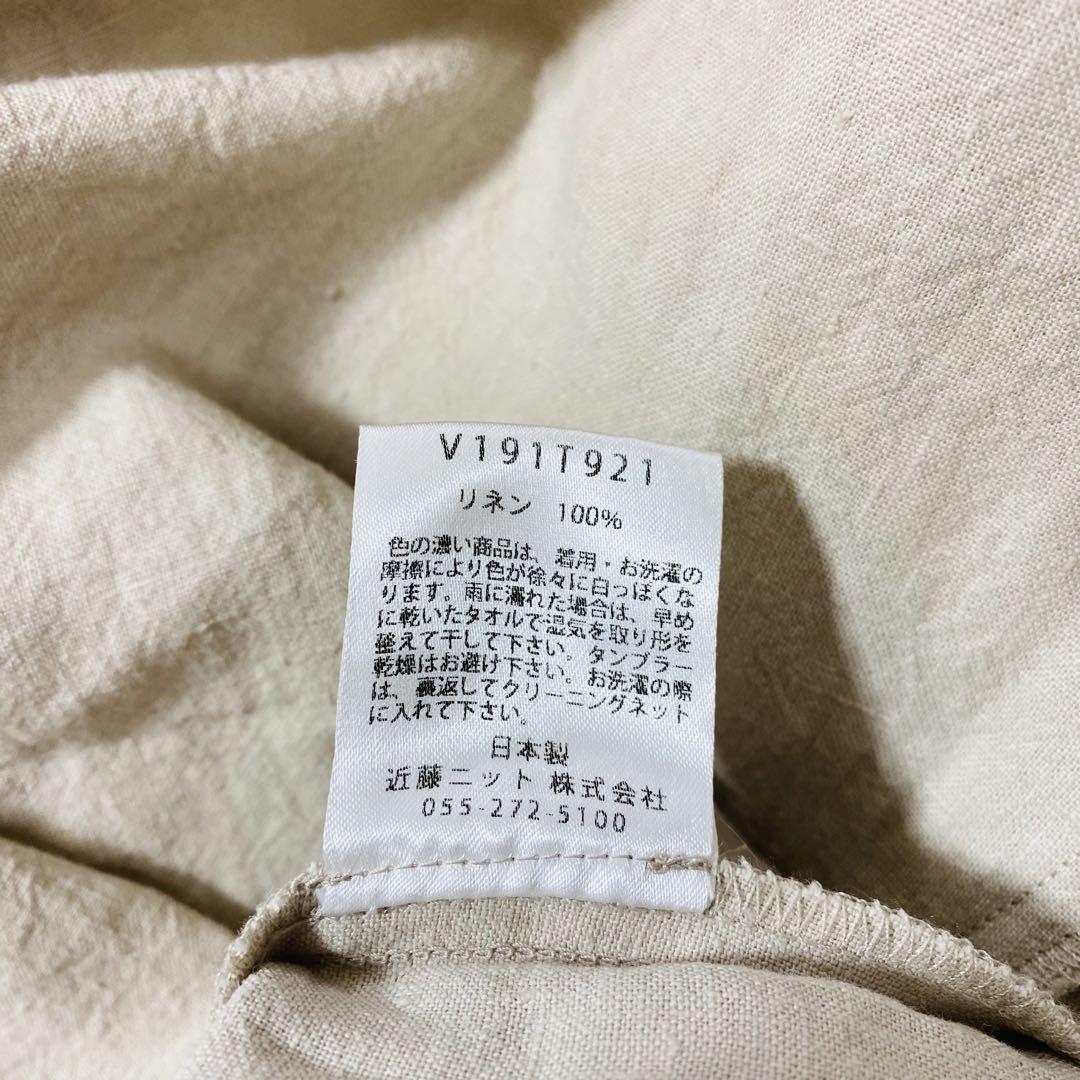 V191T921
リネン 100%
色の濃い商品は、着用・お洗濯の
摩擦により色が徐々に白っぽくな
ります。雨に濡れた場合は、早め
に乾いたタオルで湿気を取り形を
整えて干して下さい。タンブラー
乾燥はお避け下さい。お洗濯の際
は、裏返してクリーニングネット
に入れて下さい。
日本製
近藤ニット 株式会社
055-272-5100